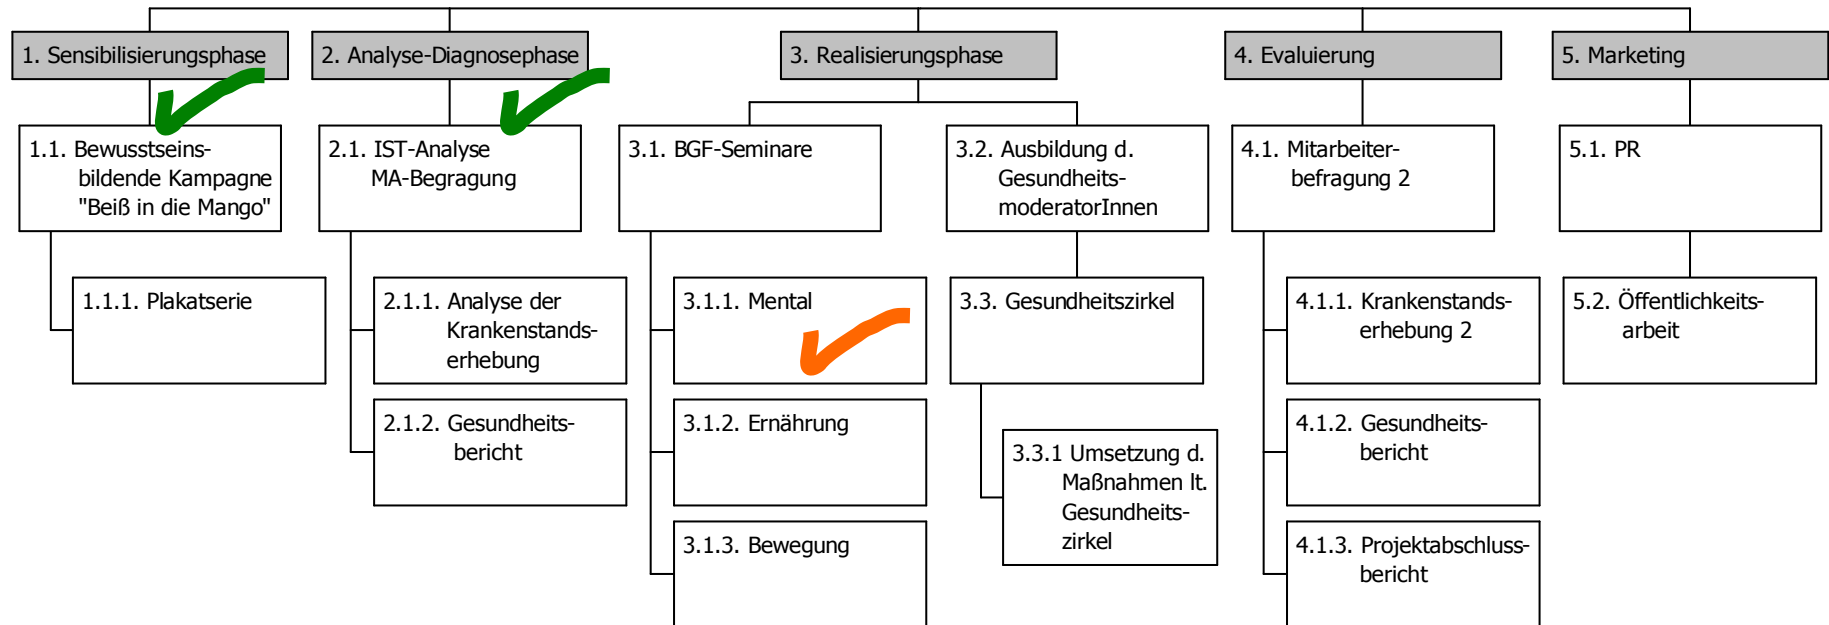 1. Sensibilisierungsphase
2. Analyse-Diagnosephase
3. Realisierungsphase
4. Evaluierung
5. Marketing
1.1. Bewusstseins-
bildende Kampagne
"Beiß in die Mango"
2.1. IST-Analyse
MA-Begragung
3.1. BGF-Seminare
3.2. Ausbildung d.
Gesundheits-
moderatorInnen
4.1. Mitarbeiter-
befragung 2
5.1. PR
1.1.1. Plakatserie
2.1.1. Analyse der
Krankenstands-
erhebung
3.1.1. Mental
3.3. Gesundheitszirkel
4.1.1. Krankenstands-
erhebung 2
5.2. Öffentlichkeits-
arbeit
2.1.2. Gesundheits-
bericht
3.1.2. Ernährung
3.3.1 Umsetzung d.
Maßnahmen lt.
Gesundheits-
zirkel
4.1.2. Gesundheits-
bericht
3.1.3. Bewegung
4.1.3. Projektabschluss-
bericht